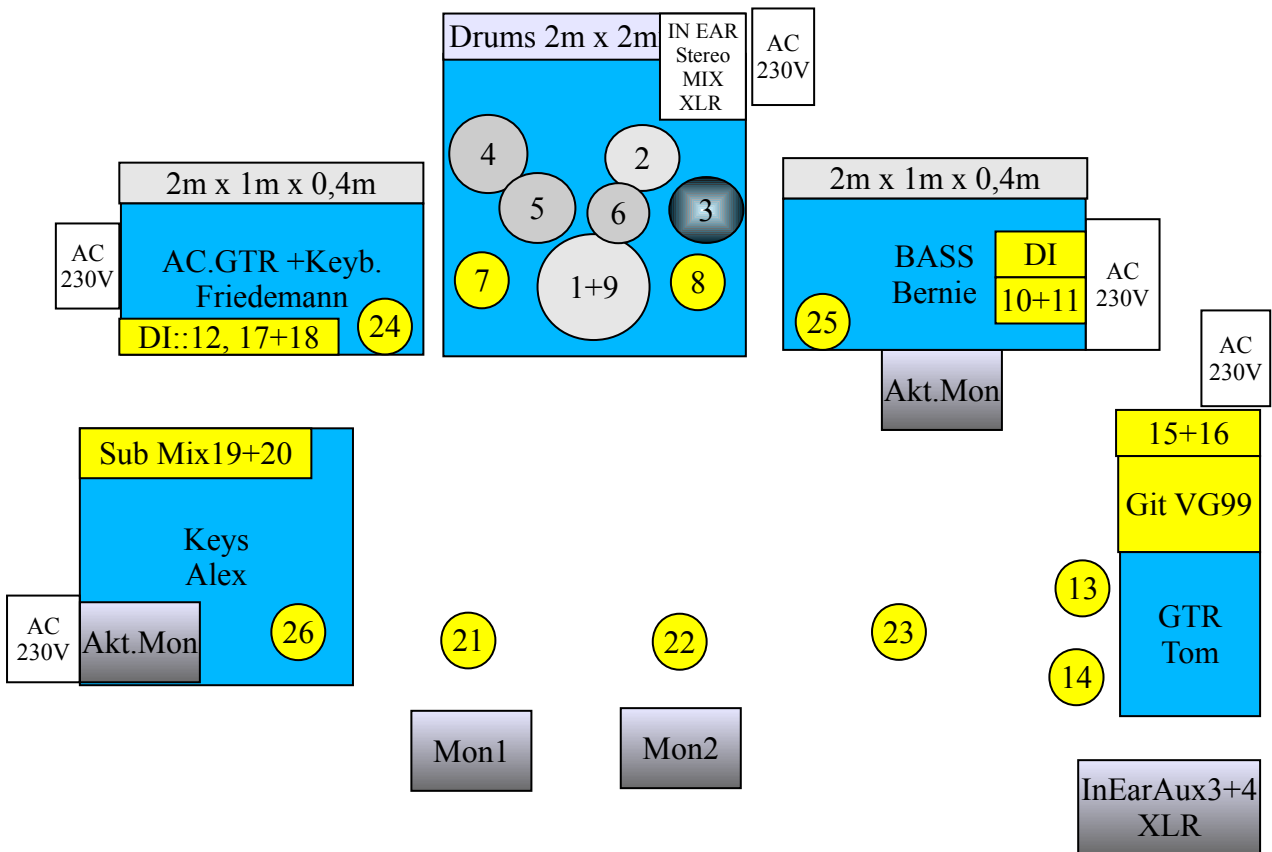 Drums 2m x 2m
IN EAR
Stereo
MIX
XLR
AC
230V
4
2
5
6
3
7
1+9
8
2m x 1m x 0,4m
AC
230V
AC.GTR +Keyb.
Friedemann
24
DI::12, 17+18
2m x 1m x 0,4m
BASS
Bernie
DI
10+11
AC
230V
25
Akt.Mon
AC
230V
15+16
Git VG99
13
14
GTR
Tom
Sub Mix19+20
Keys
Alex
AC
230V
Akt.Mon
26
21
22
23
Mon1
Mon2
InEarAux3+4
XLR